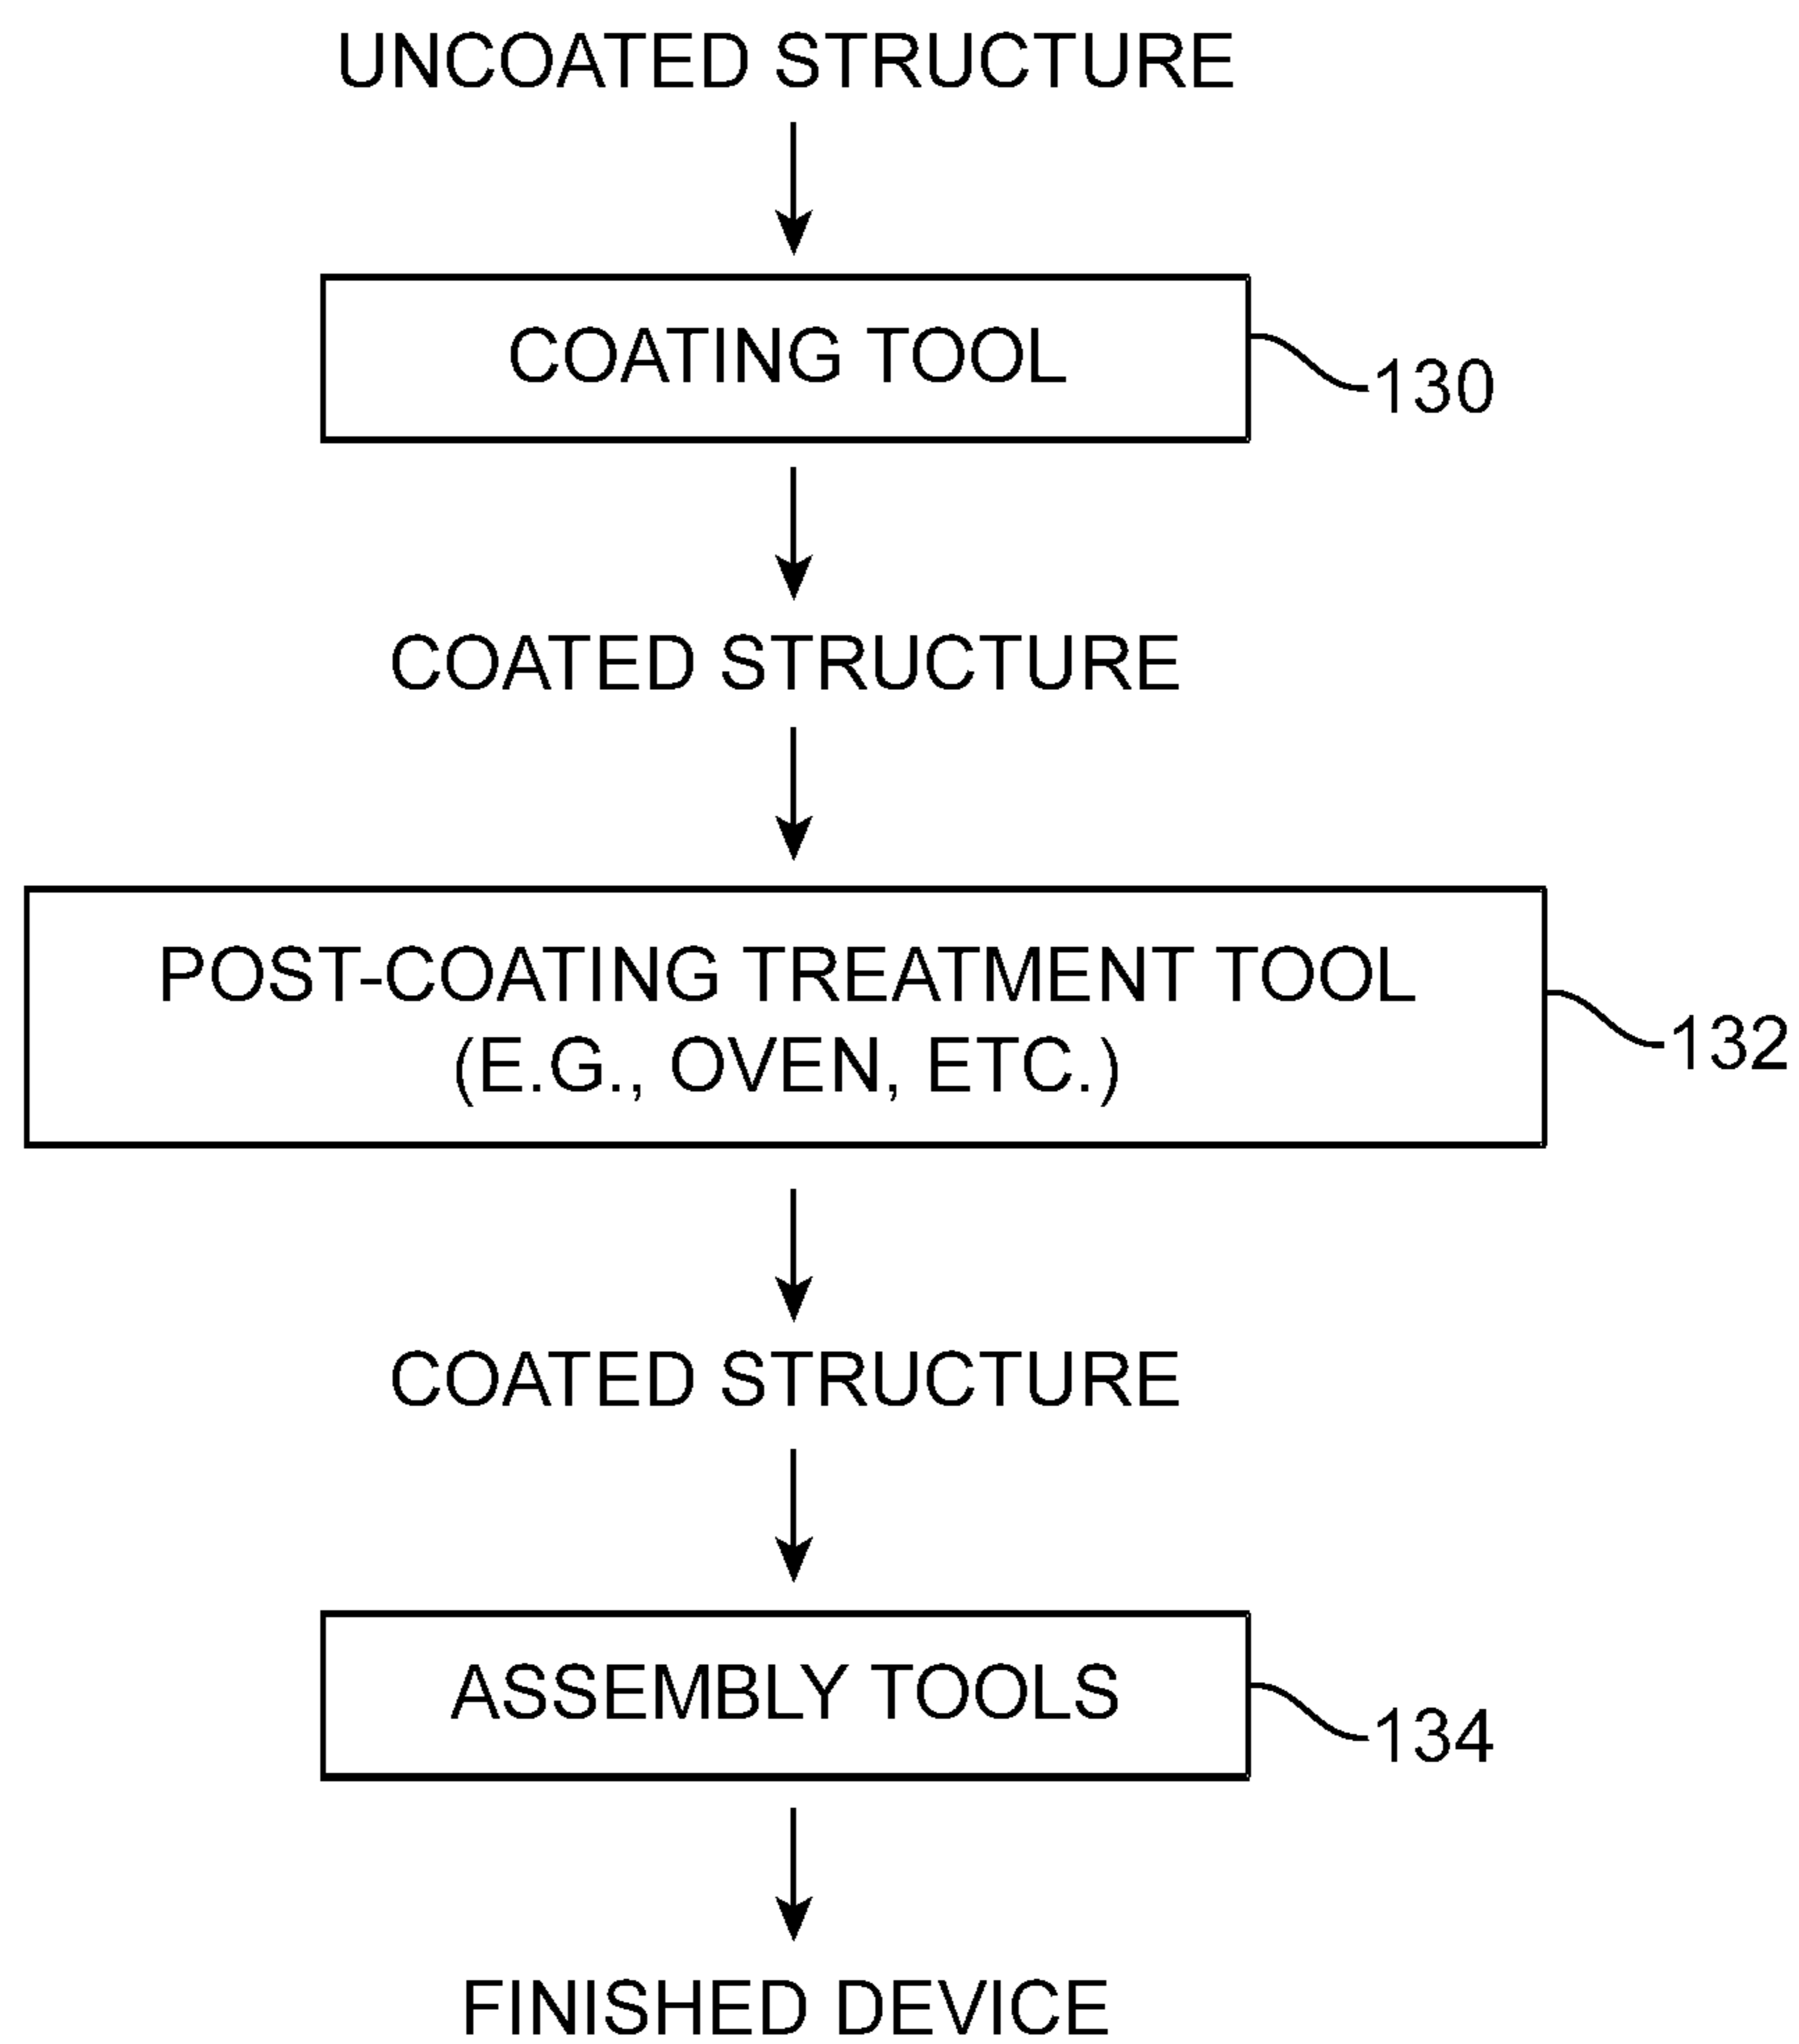 UNCOATED STRUCTURE
COATING TOOL
130
COATED STRUCTURE
POST-COATING TREATMENT TOOL
(E.G., OVEN, ETC.)
132
COATED STRUCTURE
ASSEMBLY TOOLS
134
FINISHED DEVICE